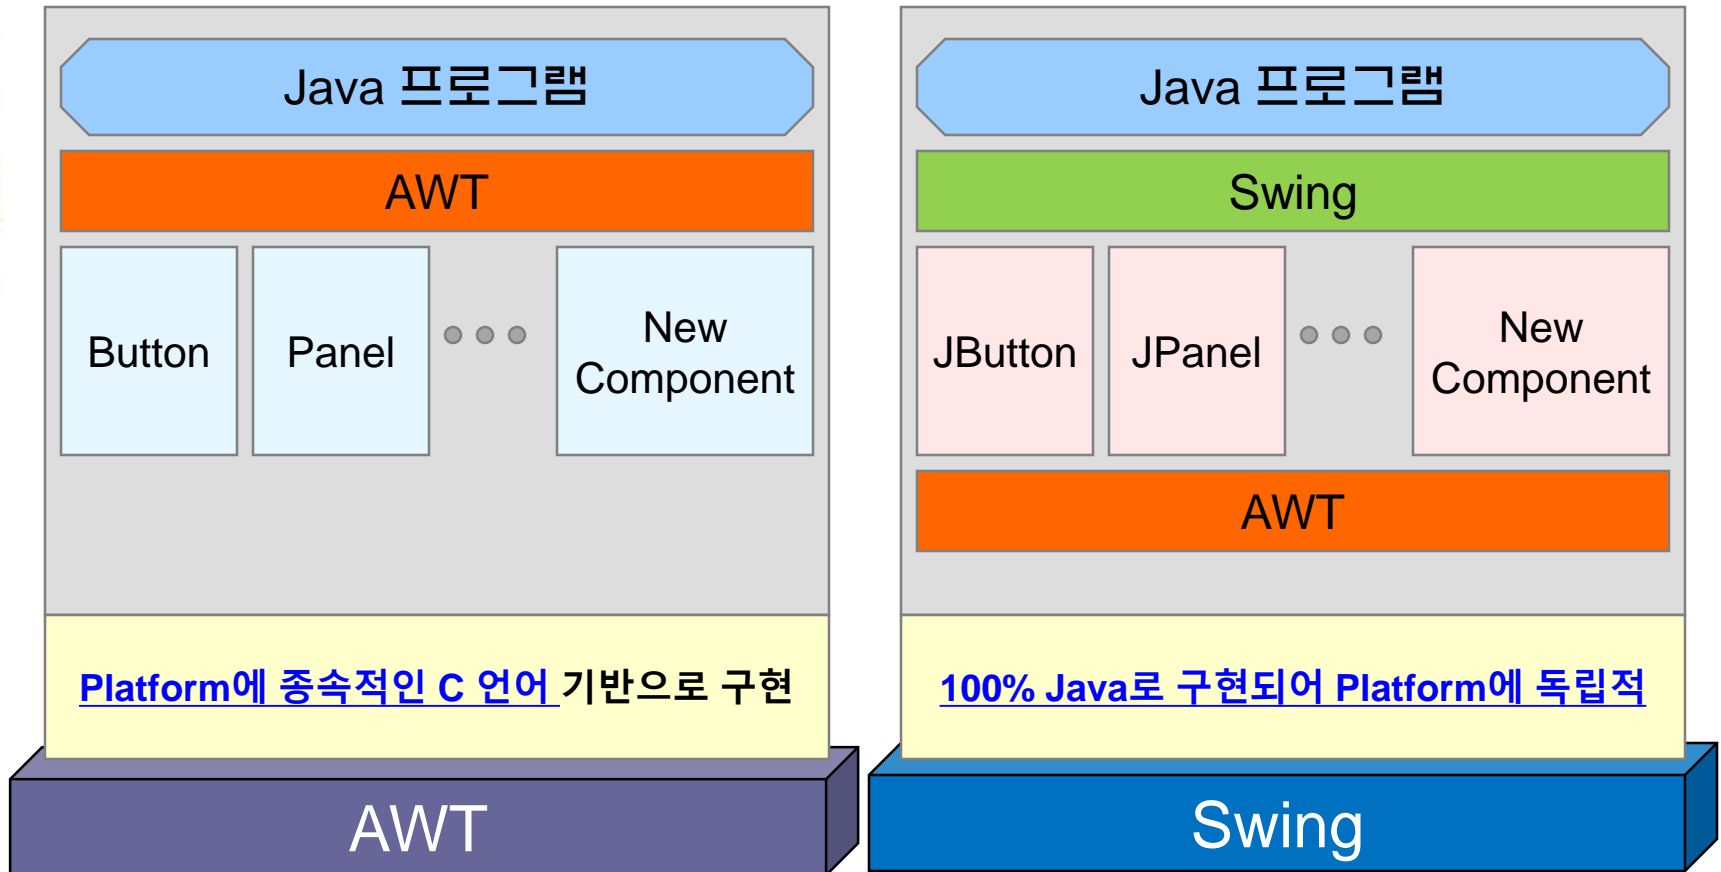 Java 프로그램
AWT
Button
Panel
New
Component
Platform에 종속적인 C 언어 기반으로 구현
AWT
Java 프로그램
Swing
JButton
JPanel
New
Component
AWT
100% Java로 구현되어 Platform에 독립적
Swing